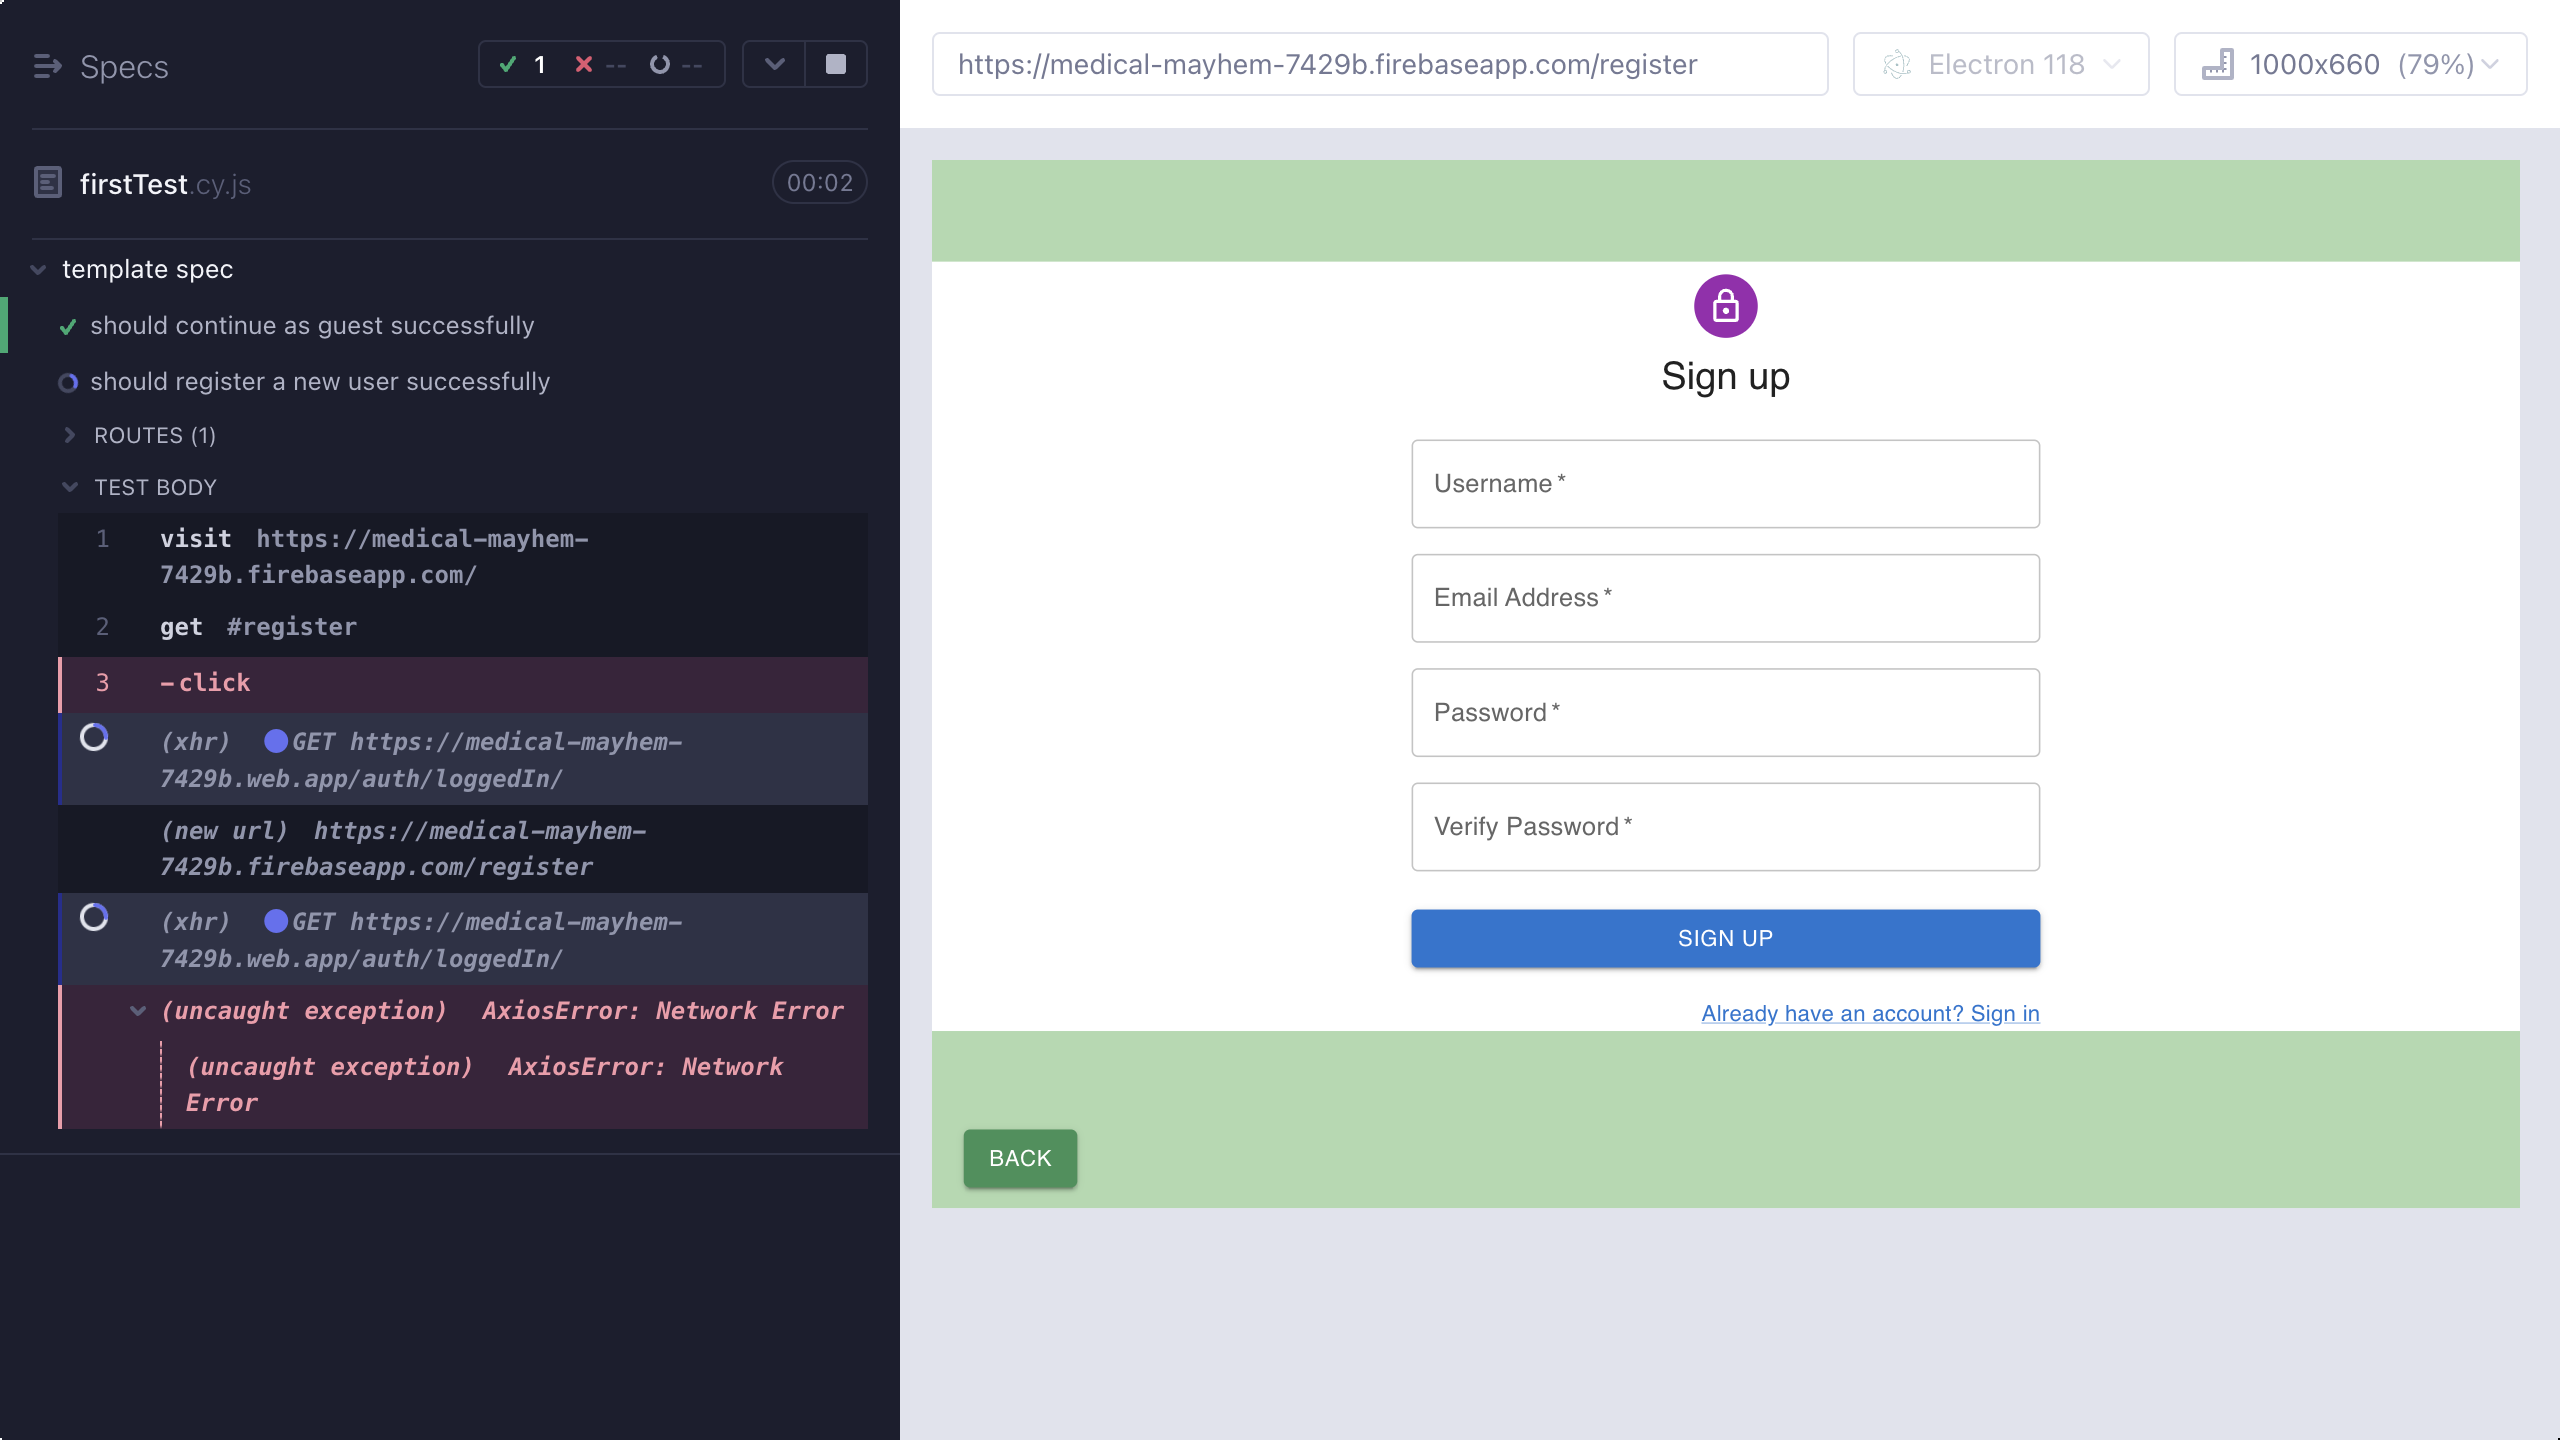 Specs
1 -- --
firstTest.cy.js
00:02
template spec
should continue as guest successfully
should register a new user successfully
ROUTES (1)
TEST BODY
1 visit https://medical-mayhem-
7429b.firebaseapp.com/
2 get #register
3 -click
(xhr) GET https://medical-mayhem-
7429b.web.app/auth/loggedIn/
(new url) https://medical-mayhem-
7429b.firebaseapp.com/register
(xhr) GET https://medical-mayhem-
7429b.web.app/auth/loggedIn/
(uncaught exception) AxiosError: Network Error
(uncaught exception) AxiosError: Network
Error
https://medical-mayhem-7429b.firebaseapp.com/register
Electron 118
1000x660 (79%)
Sign up
Username *
Email Address *
Password *
Verify Password *
SIGN UP
Already have an account? Sign in
BACK